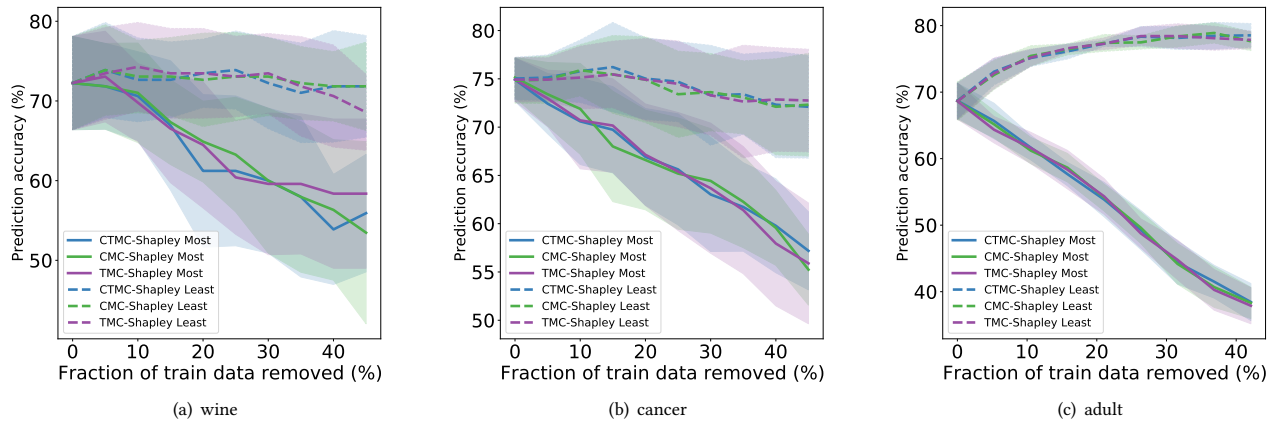 80
70
60
50
Prediction accuracy (%)
CTMC-Shapley Most
CMC-Shapley Most
TMC-Shapley Most
CTMC-Shapley Least
CMC-Shapley Least
TMC-Shapley Least
0 10 20 30 40
Fraction of train data removed (%)
(a) wine
80
75
70
65
60
55
50
Prediction accuracy (%)
CTMC-Shapley Most
CMC-Shapley Most
TMC-Shapley Most
CTMC-Shapley Least
CMC-Shapley Least
TMC-Shapley Least
0 10 20 30 40
Fraction of train data removed (%)
(b) cancer
80
70
60
50
40
Prediction accuracy (%)
CTMC-Shapley Most
CMC-Shapley Most
TMC-Shapley Most
CTMC-Shapley Least
CMC-Shapley Least
TMC-Shapley Least
0 10 20 30 40
Fraction of train data removed (%)
(c) adult